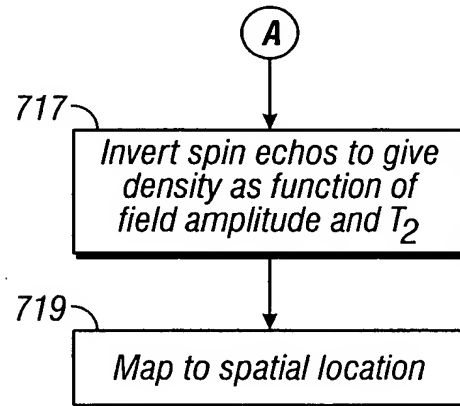 A
717
Invert spin echos to give
density as function of
field amplitude and T2
719
Map to spatial location